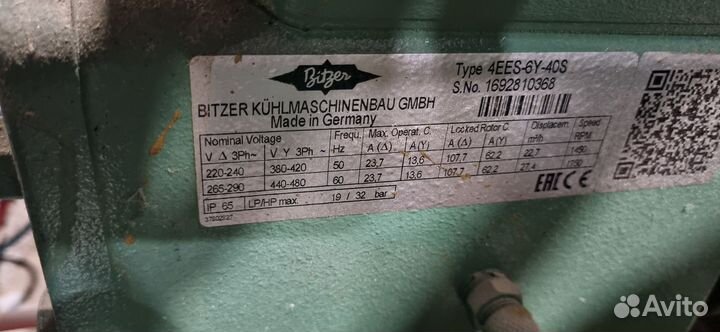 Bitzer
Type 4EES-6Y-40S
S.No. 1692810368
BITZER KÜHLMASCHINENBAU GMBH
Made in Germany
Nominal Voltage Frequ. Max. Operat. C. Locked Rotor C. Displacem. Speed
V Δ 3Ph~ V Y 3Ph~ Hz A (Δ) A (Y) A (Δ) A (Y) m³/h RPM
220-240 380-420 50 23,7 13,6 107,7 62,2 22,7 1450
265-290 440-480 60 23,7 13,6 107,7 62,2 27,4 1750
IP 65 LP/HP max. 19 / 32 bar
EAC CE
Avito